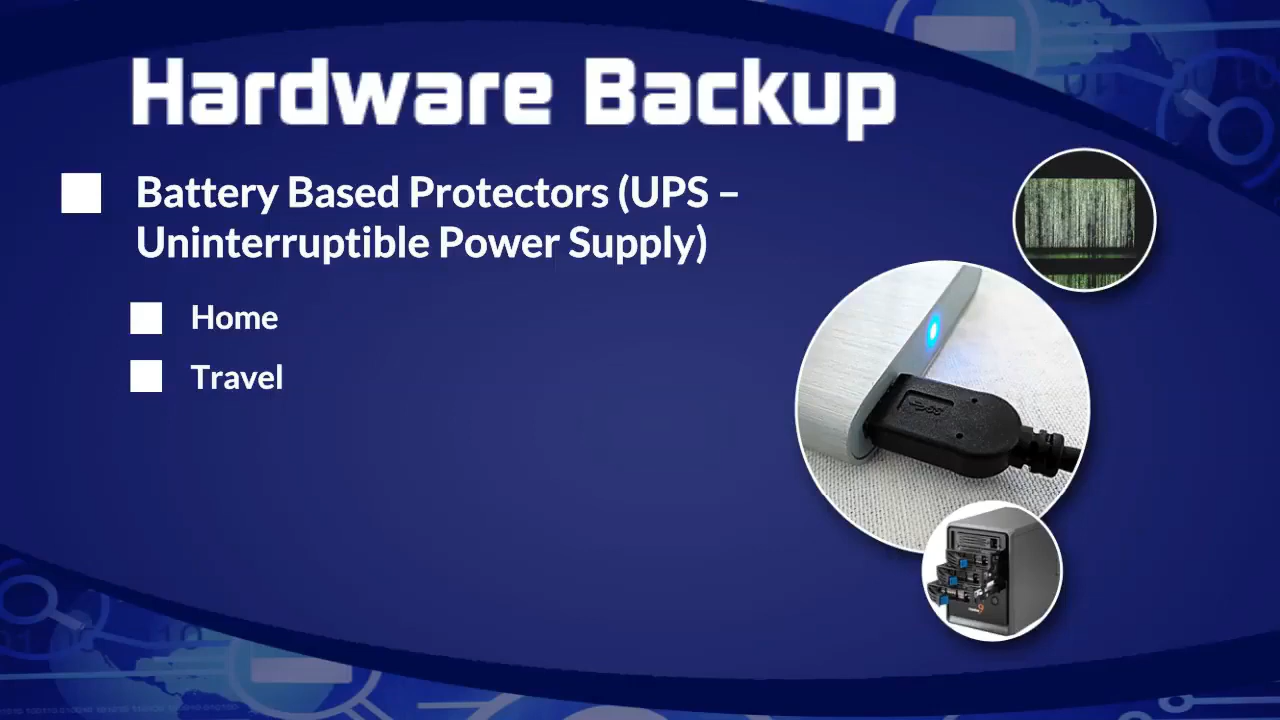 Hardware Backup
Battery Based Protectors (UPS –
Uninterruptible Power Supply)
Home
Travel